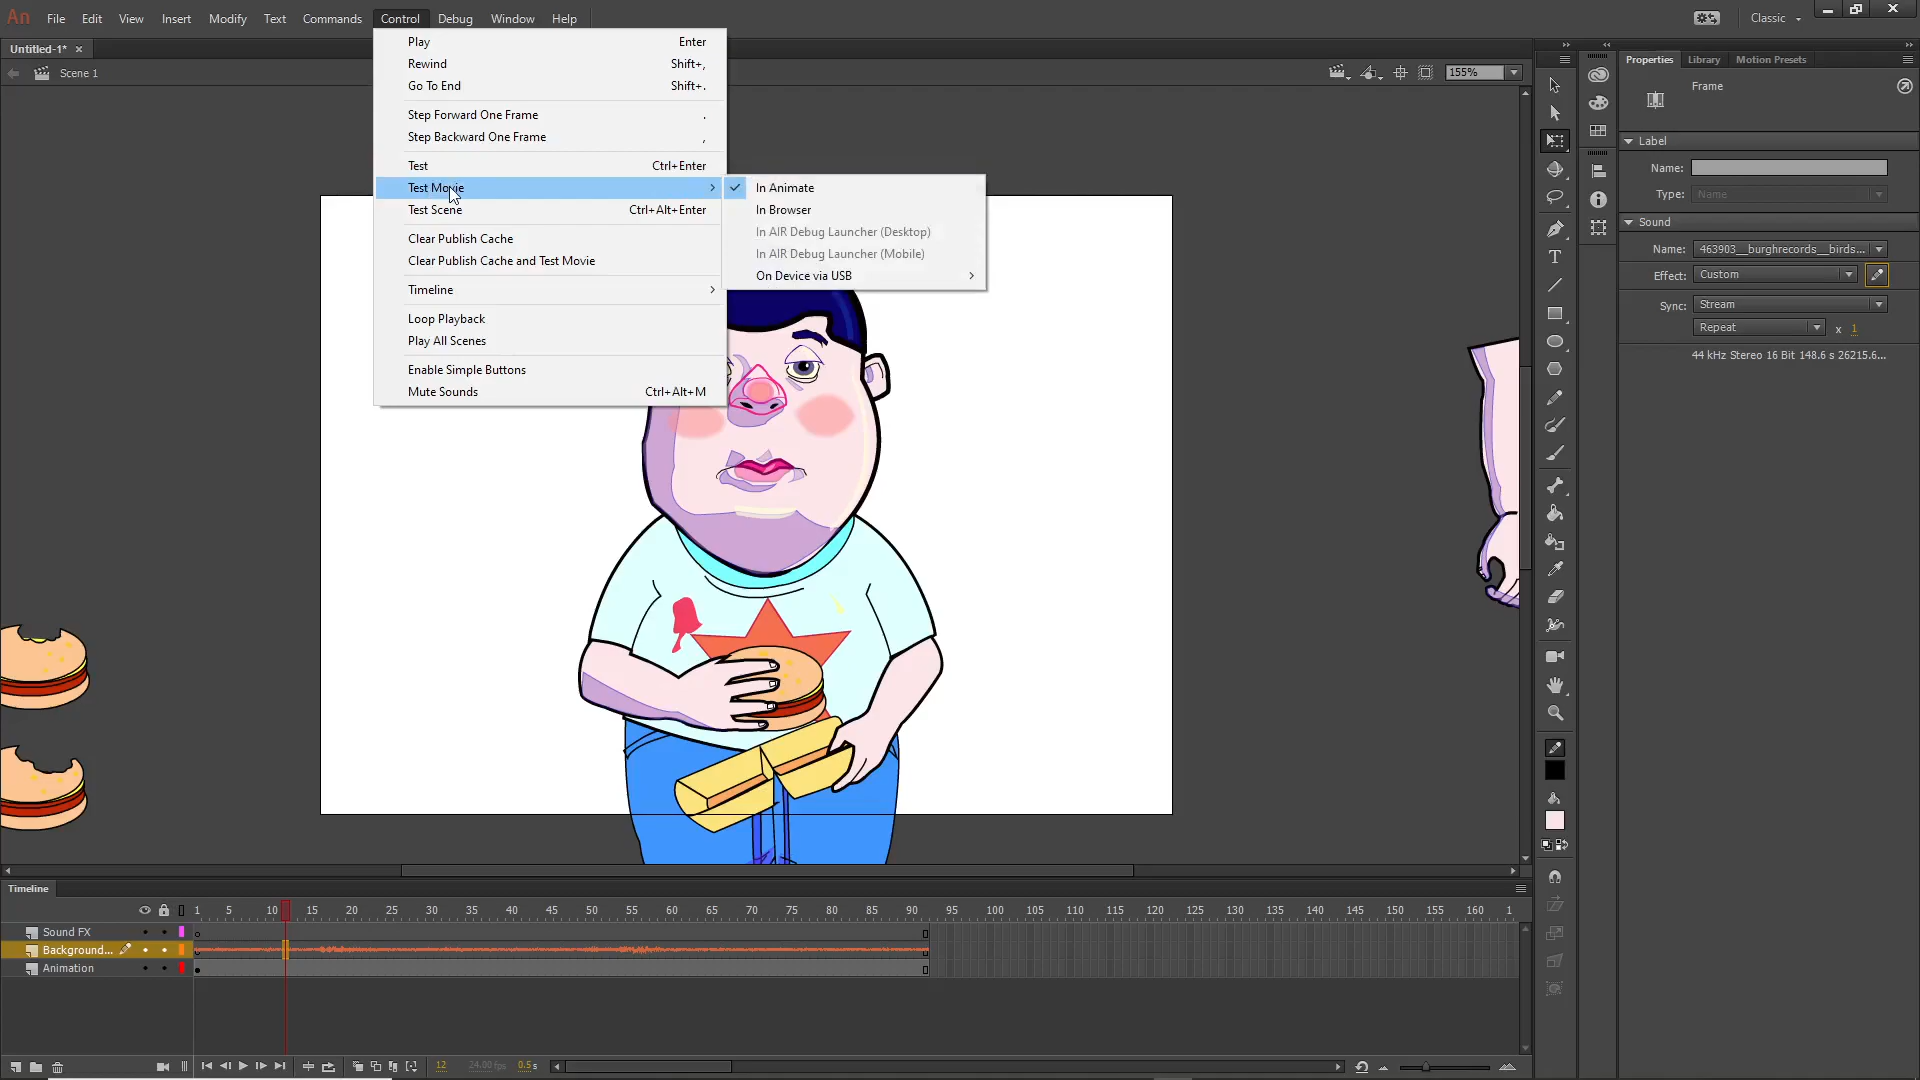 An File Edit View Insert Modify Text Commands Control Debug Window Help Classic
Untitled-1* ×
Scene 1
155%
Play Enter
Rewind Shift+,
Go To End Shift+.
Step Forward One Frame .
Step Backward One Frame ,
Test Ctrl+Enter
Test Movie
Test Scene Ctrl+Alt+Enter
Clear Publish Cache
Clear Publish Cache and Test Movie
Timeline
Loop Playback
Play All Scenes
Enable Simple Buttons
Mute Sounds Ctrl+Alt+M
In Animate
In Browser
In AIR Debug Launcher (Desktop)
In AIR Debug Launcher (Mobile)
On Device via USB
Properties Library Motion Presets
Frame
Label
Name:
Type: Name
Sound
Name: 463903__burghrecords__birds...
Effect: Custom
Sync: Stream
Repeat x 1
44 kHz Stereo 16 Bit 148.6 s 26215.6...
Timeline
1 5 10 15 20 25 30 35 40 45 50 55 60 65 70 75 80 85 90 95 100 105 110 115 120 125 130 135 140 145 150 155 160 1
Sound FX
Background...
Animation
12 24.00 fps 0.5 s